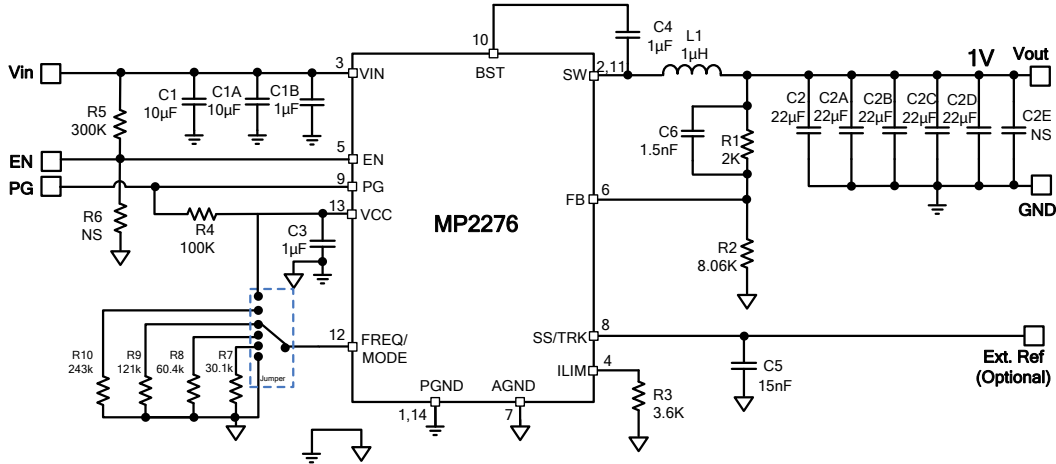 10
BST
C4
1µF
L1
1µH
Vin
3
VIN
SW
2,11
1V
Vout
R5
300K
C1
10µF
C1A
10µF
C1B
1µF
C6
1.5nF
R1
2K
C2
22µF
C2A
22µF
C2B
22µF
C2C
22µF
C2D
22µF
C2E
NS
EN
5
EN
PG
9
PG
FB
6
GND
13
VCC
MP2276
R6
NS
R4
100K
C3
1µF
R2
8.06K
12
FREQ/
MODE
SS/TRK
8
Ext. Ref
(Optional)
R10
243k
R9
121k
R8
60.4k
R7
30.1k
Jumper
ILIM
4
C5
15nF
R3
3.6K
PGND
1,14
AGND
7